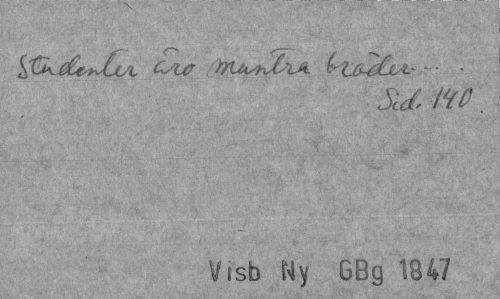 Studenter äro muntra bröder....
Sid. 140
Visb Ny GBg 1847